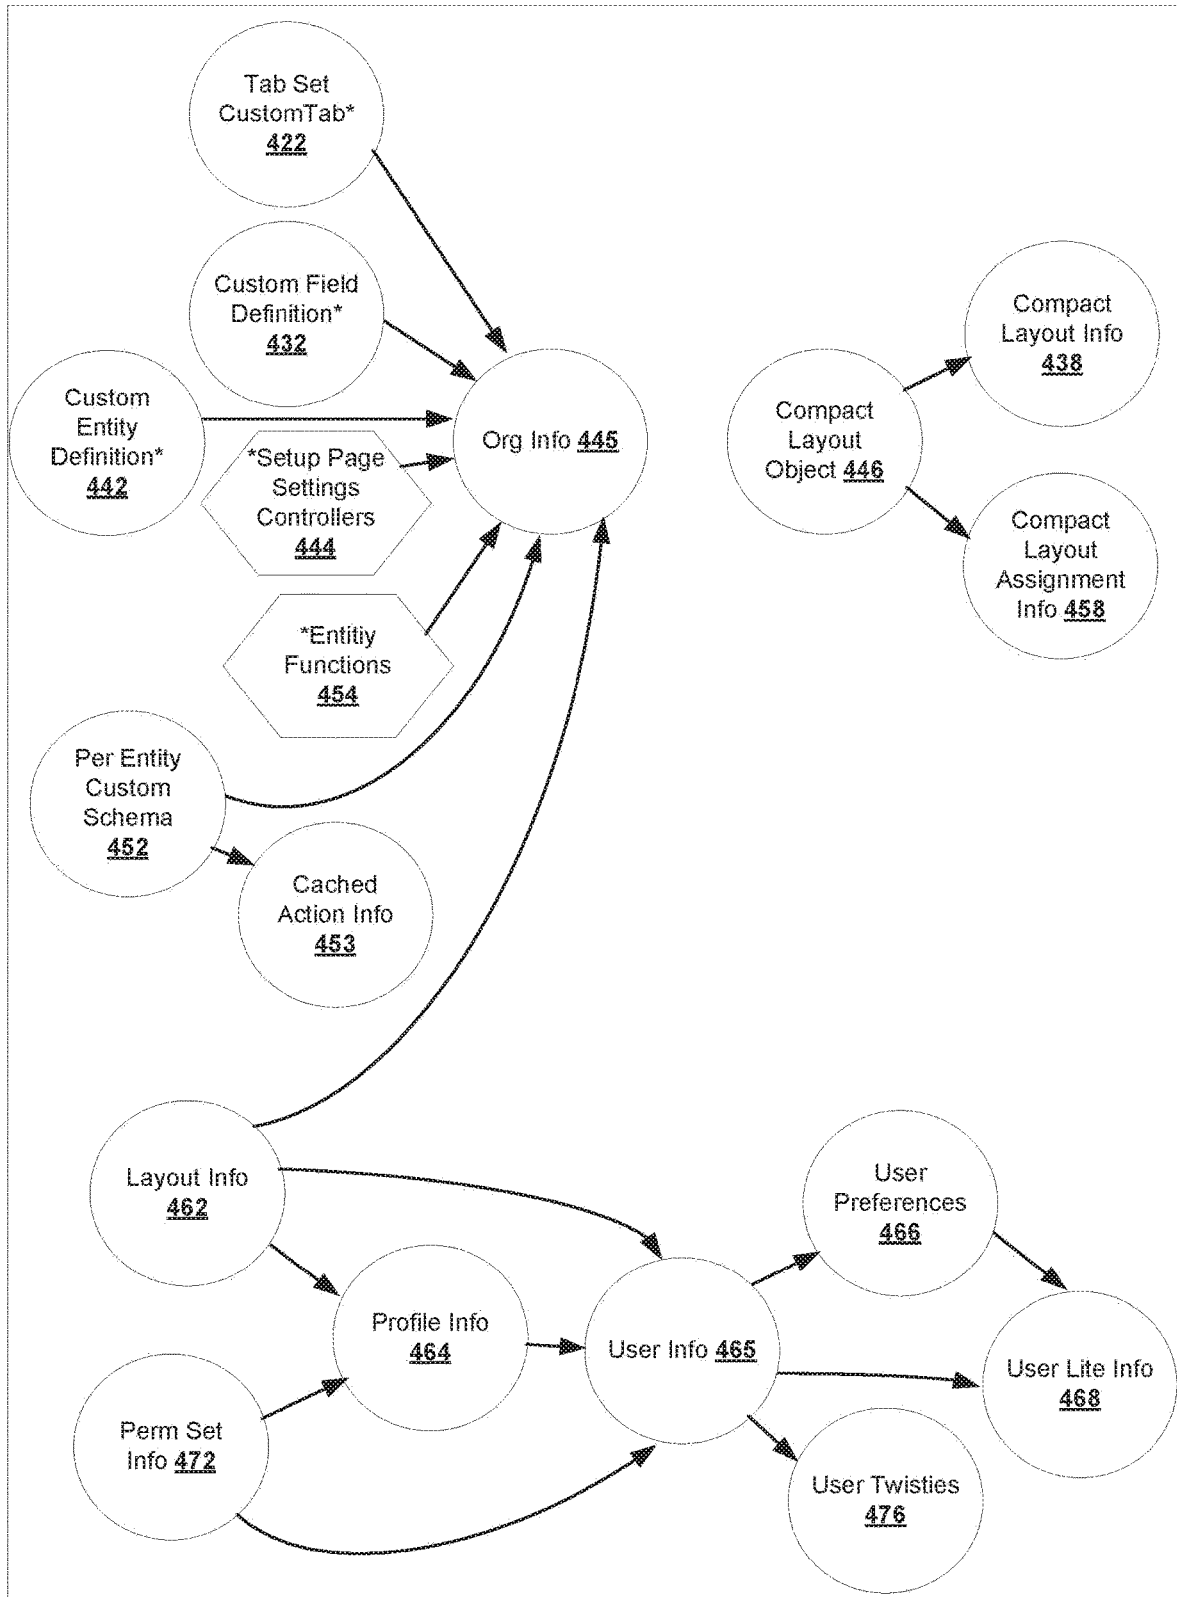 Tab Set
CustomTab*
422
Custom Field
Definition*
432
Custom
Entity
Definition*
442
*Setup Page
Settings
Controllers
444
Org Info 445
*Entitiy
Functions
454
Compact
Layout
Object 446
Compact
Layout Info
438
Compact
Layout
Assignment
Info 458
Per Entity
Custom
Schema
452
Cached
Action Info
453
Layout Info
462
Profile Info
464
Perm Set
Info 472
User Info 465
User
Preferences
466
User Lite Info
468
User Twisties
476